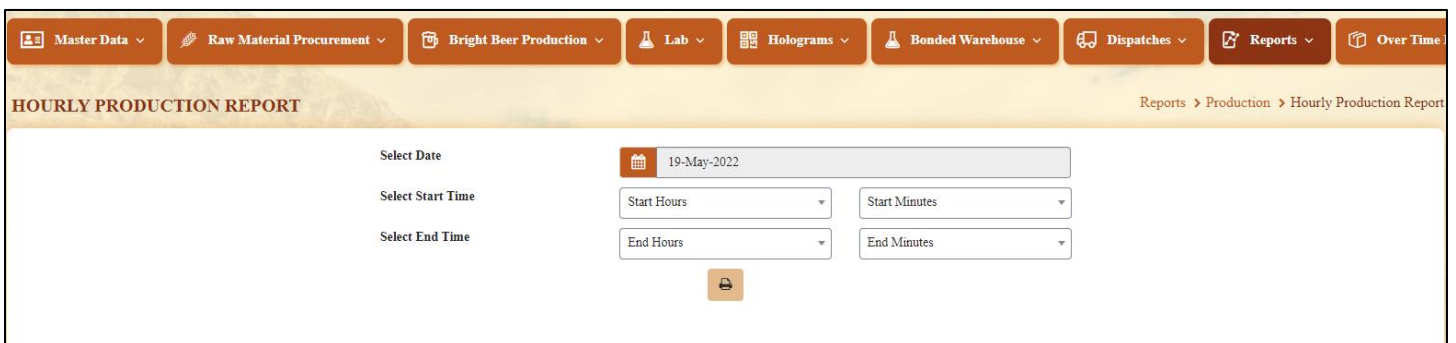 Master Data Raw Material Procurement Bright Beer Production Lab Holograms Bonded Warehouse Dispatches Reports Over Time
HOURLY PRODUCTION REPORT Reports > Production > Hourly Production Report
Select Date 19-May-2022
Select Start Time Start Hours Start Minutes
Select End Time End Hours End Minutes